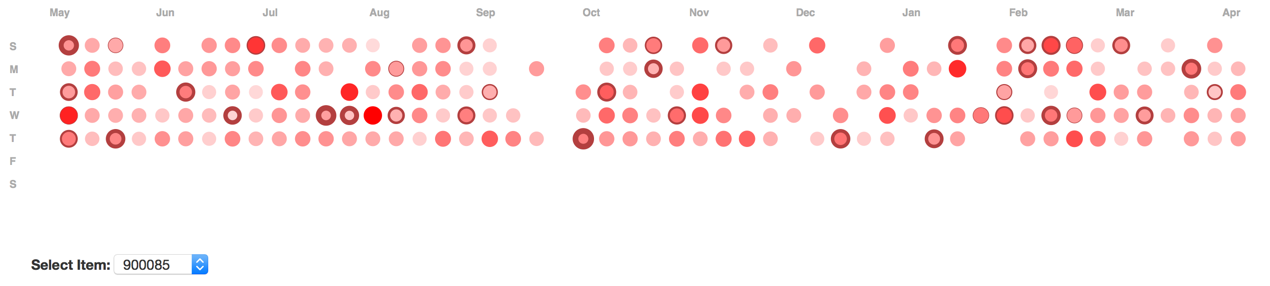 May Jun Jul Aug Sep Oct Nov Dec Jan Feb Mar Apr
S
M
T
W
T
F
S
Select Item: 900085